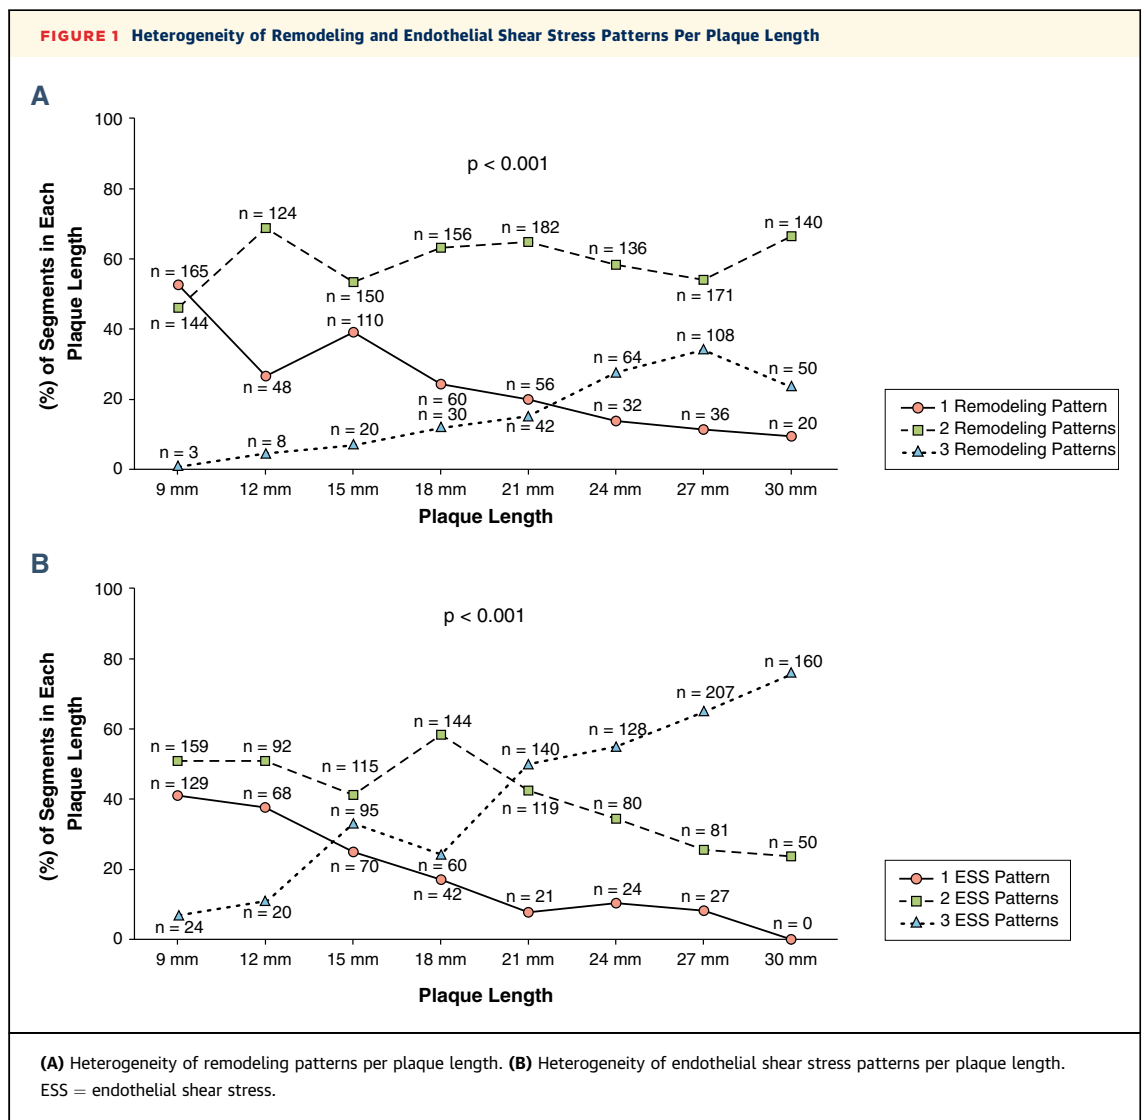 FIGURE 1 Heterogeneity of Remodeling and Endothelial Shear Stress Patterns Per Plaque Length
A
100
80
60
40
20
0
(%) of Segments in Each
Plaque Length
p < 0.001
n = 165
n = 144
n = 3
n = 124
n = 48
n = 8
n = 150
n = 110
n = 20
n = 156
n = 60
n = 30
n = 182
n = 56
n = 42
n = 136
n = 64
n = 32
n = 171
n = 108
n = 36
n = 140
n = 50
n = 20
1 Remodeling Pattern
2 Remodeling Patterns
3 Remodeling Patterns
9 mm 12 mm 15 mm 18 mm 21 mm 24 mm 27 mm 30 mm
Plaque Length
B
100
80
60
40
20
0
(%) of Segments in Each
Plaque Length
p < 0.001
n = 159
n = 129
n = 24
n = 92
n = 68
n = 20
n = 115
n = 95
n = 70
n = 144
n = 60
n = 42
n = 140
n = 119
n = 21
n = 128
n = 80
n = 24
n = 207
n = 81
n = 27
n = 160
n = 50
n = 0
1 ESS Pattern
2 ESS Patterns
3 ESS Patterns
9 mm 12 mm 15 mm 18 mm 21 mm 24 mm 27 mm 30 mm
Plaque Length
(A) Heterogeneity of remodeling patterns per plaque length. (B) Heterogeneity of endothelial shear stress patterns per plaque length.
ESS = endothelial shear stress.